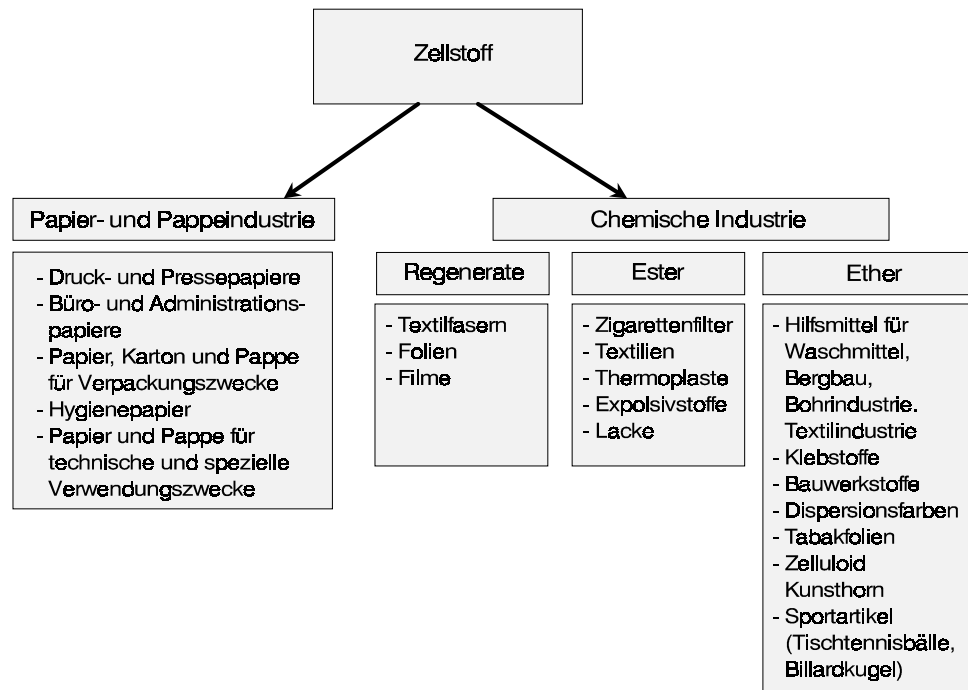 Zellstoff
Papier- und Pappeindustrie
- Druck- und Pressepapiere
- Büro- und Administrations-
papiere
- Papier, Karton und Pappe
für Verpackungszwecke
- Hygienepapier
- Papier und Pappe für
technische und spezielle
Verwendungszwecke
Chemische Industrie
Regenerate
- Textilfasern
- Folien
- Filme
Ester
- Zigarettenfilter
- Textilien
- Thermoplaste
- Expolsivstoffe
- Lacke
Ether
- Hilfsmittel für
Waschmittel,
Bergbau,
Bohrindustrie.
Textilindustrie
- Klebstoffe
- Bauwerkstoffe
- Dispersionsfarben
- Tabakfolien
- Zelluloid
Kunsthorn
- Sportartikel
(Tischtennisbälle,
Billardkugel)